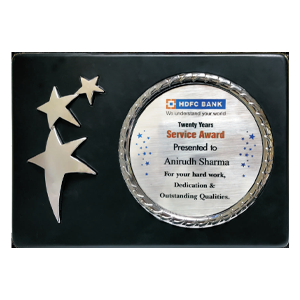 HDFC BANK
We understand your world
Twenty Years
Service Award
Presented to
Anirudh Sharma
For your hard work,
Dedication &
Outstanding Qualities.